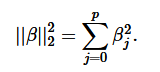 ||β||₂² = ∑ⱼ₌₀ᵖ βⱼ².